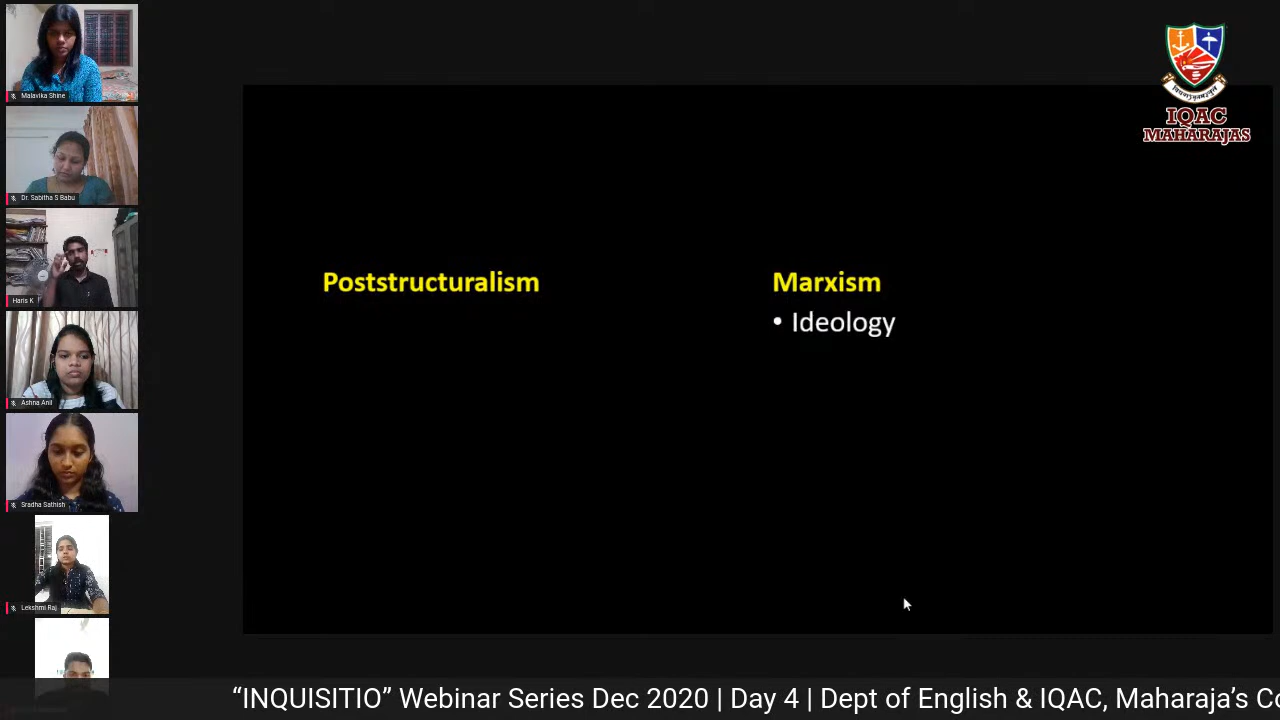 Malavika Shine
Dr. Sabitha S Babu
Haris K
Ashna Anil
Sradha Sathish
Lekshmi Raj
IQAC
MAHARAJAS
Poststructuralism
Marxism
• Ideology
“INQUISITIO” Webinar Series Dec 2020 | Day 4 | Dept of English & IQAC, Maharaja’s Co